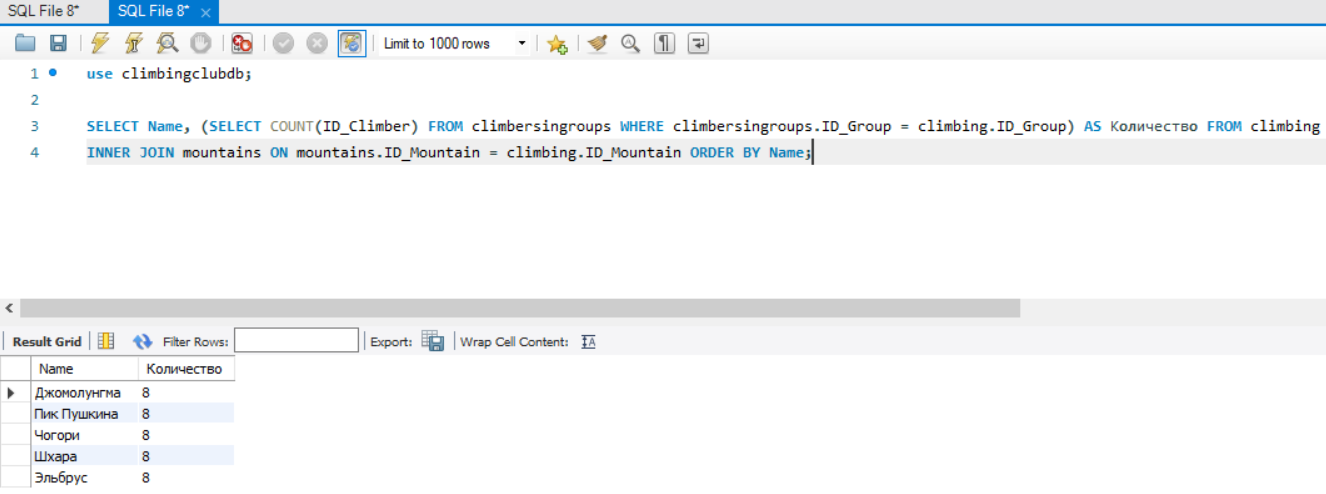 SQL File 8* SQL File 8*
Limit to 1000 rows
1 use climbingclubdb;
2
3 SELECT Name, (SELECT COUNT(ID_Climber) FROM climbersingroups WHERE climbersingroups.ID_Group = climbing.ID_Group) AS Количество FROM climbing
4 INNER JOIN mountains ON mountains.ID_Mountain = climbing.ID_Mountain ORDER BY Name;
Result Grid Filter Rows: Export: Wrap Cell Content: IA
Name Количество
Джомолунгма 8
Пик Пушкина 8
Чогори 8
Шхара 8
Эльбрус 8